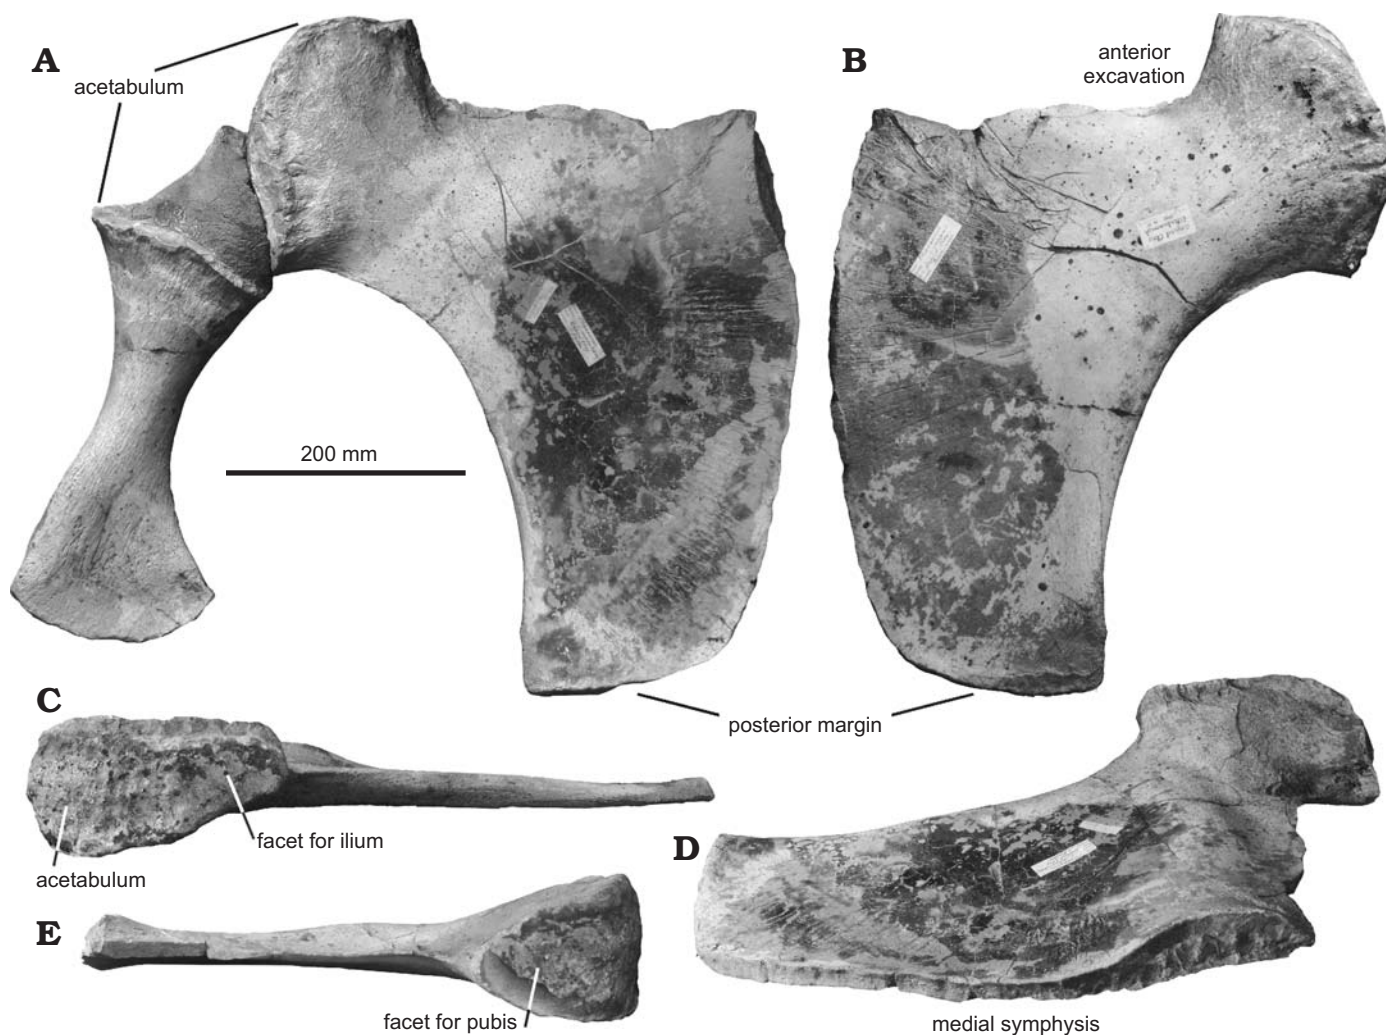 A
acetabulum
B
anterior
excavation
200 mm
C
posterior margin
facet for ilium
acetabulum
D
E
facet for pubis
medial symphysis